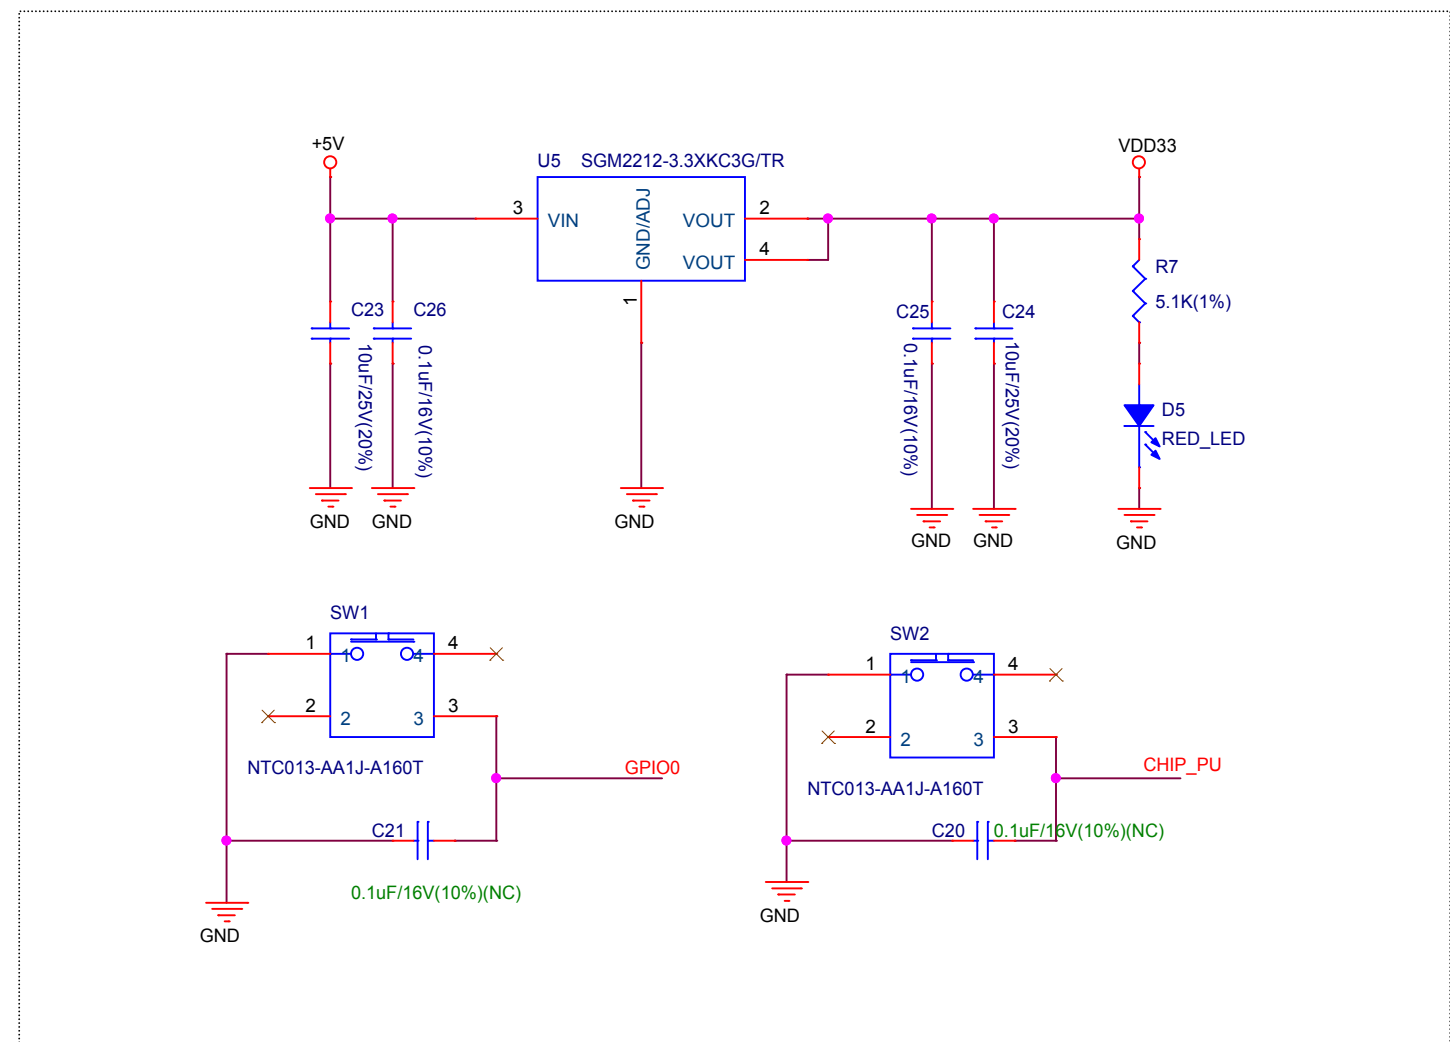 +5V
VDD33
U5 SGM2212-3.3XKC3G/TR
3
VIN
GND/ADJ
VOUT
2
VOUT
4
1
C23
10uF/25V(20%)
C26
0.1uF/16V(10%)
C25
0.1uF/16V(10%)
C24
10uF/25V(20%)
R7
5.1K(1%)
D5
RED_LED
GND
GND
GND
GND
GND
GND
SW1
1
1
4
4
2
2
3
3
NTC013-AA1J-A160T
GPIO0
C21
0.1uF/16V(10%)(NC)
GND
SW2
1
1
4
4
2
2
3
3
NTC013-AA1J-A160T
CHIP_PU
C20
0.1uF/16V(10%)(NC)
GND